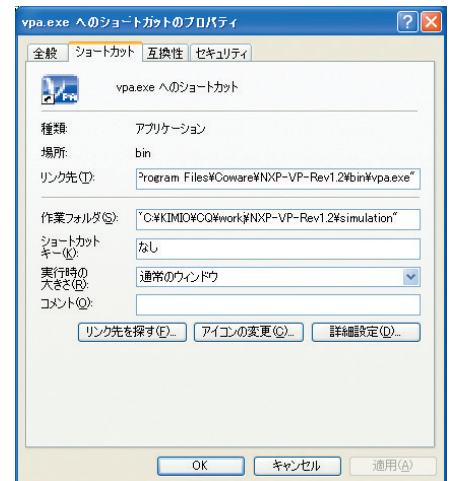 vpa.exe へのショートカットのプロパティ
全般 ショートカット 互換性 セキュリティ
VPA
vpa.exe へのショートカット
種類: アプリケーション
場所: bin
リンク先(T): Program Files¥Coware¥NXP-VP-Rev1.2¥bin¥vpa.exe"
作業フォルダ(S): "C:¥KIMIO¥CQ¥work¥NXP-VP-Rev1.2¥simulation"
ショートカット
キー(K): なし
実行時の
大きさ(R): 通常のウィンドウ
コメント(O):
リンク先を探す(F)... アイコンの変更(C)... 詳細設定(D)...
OK キャンセル 適用(A)